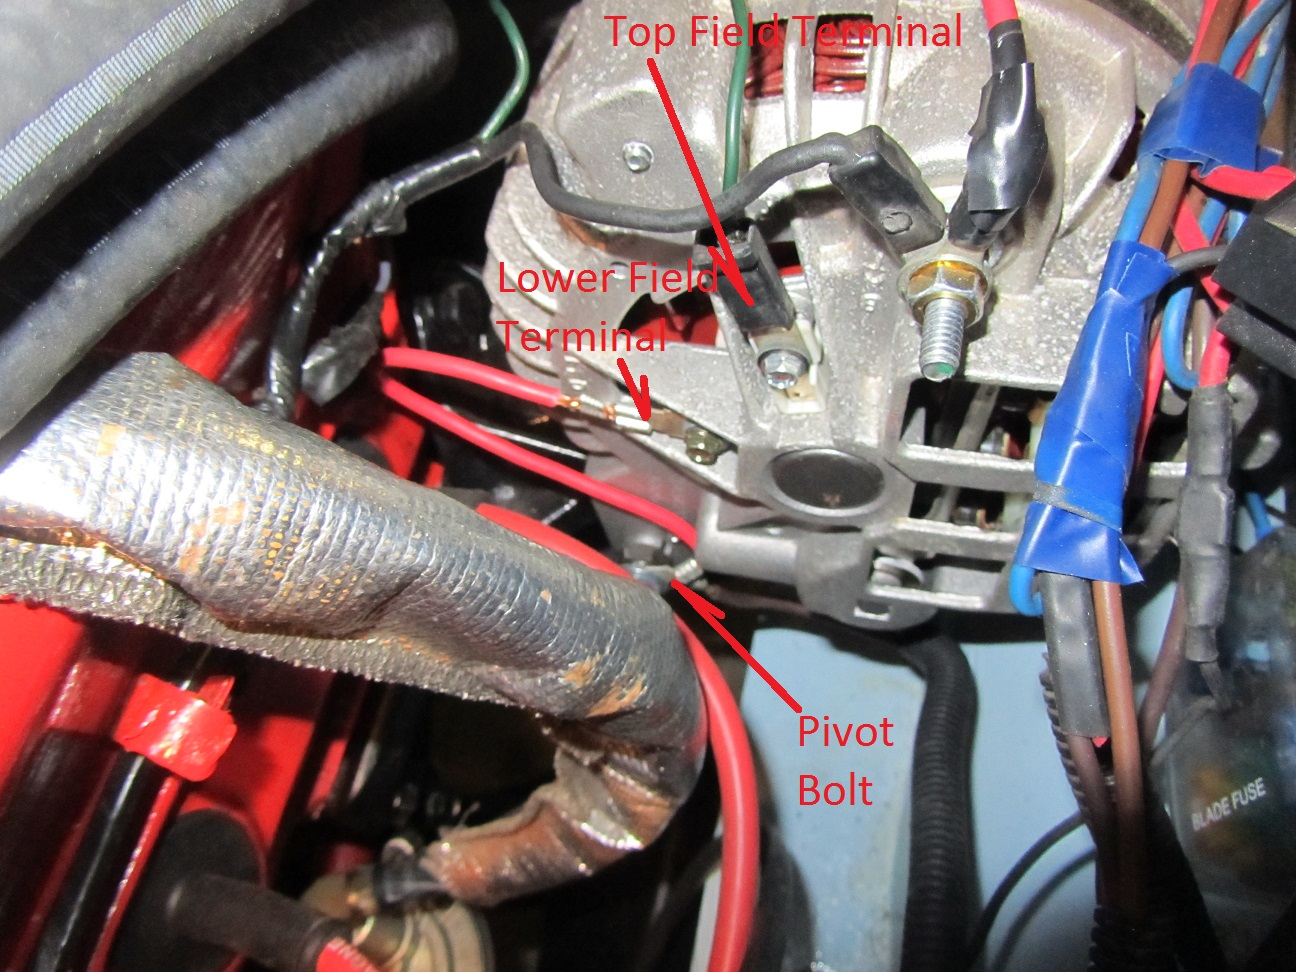 Top Field Terminal
Lower Field
Terminal
Pivot
Bolt
BLADE FUSE